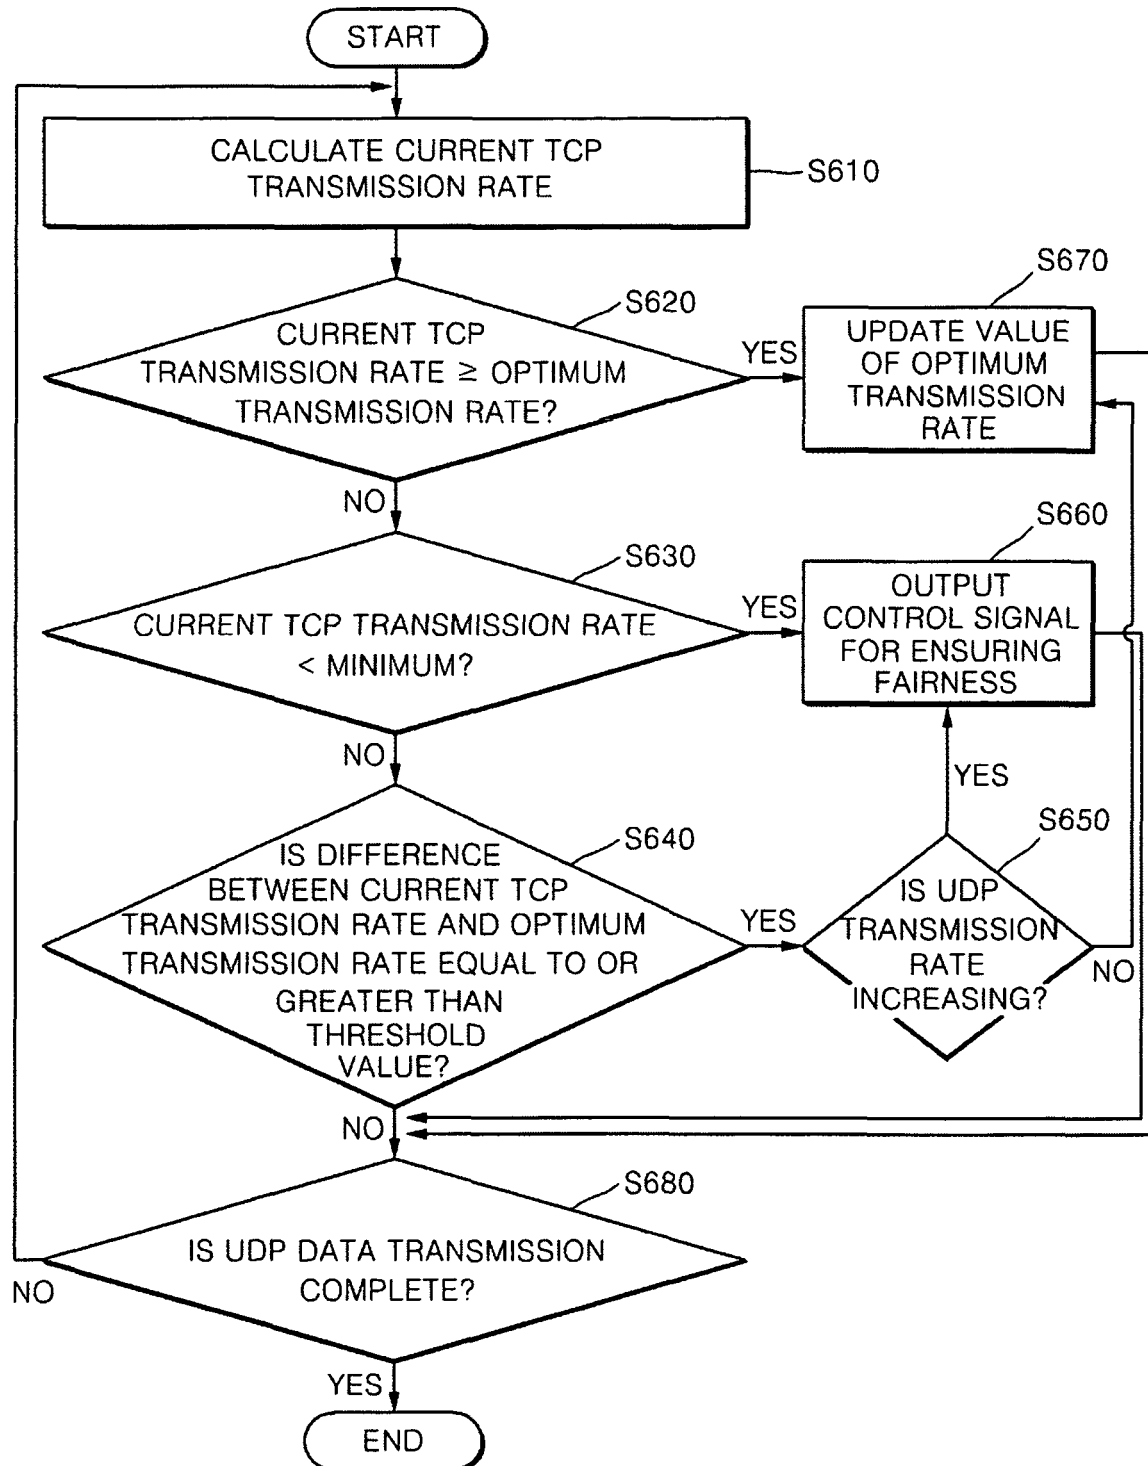 START
CALCULATE CURRENT TCP
TRANSMISSION RATE
S610
S620
CURRENT TCP
TRANSMISSION RATE ≥ OPTIMUM
TRANSMISSION RATE?
YES
S670
UPDATE VALUE
OF OPTIMUM
TRANSMISSION
RATE
NO
S630
CURRENT TCP TRANSMISSION RATE
< MINIMUM?
YES
S660
OUTPUT
CONTROL SIGNAL
FOR ENSURING
FAIRNESS
NO
YES
S640
IS DIFFERENCE
BETWEEN CURRENT TCP
TRANSMISSION RATE AND OPTIMUM
TRANSMISSION RATE EQUAL TO OR
GREATER THAN
THRESHOLD
VALUE?
YES
S650
IS UDP
TRANSMISSION
RATE
INCREASING?
NO
NO
S680
IS UDP DATA TRANSMISSION
COMPLETE?
NO
YES
END